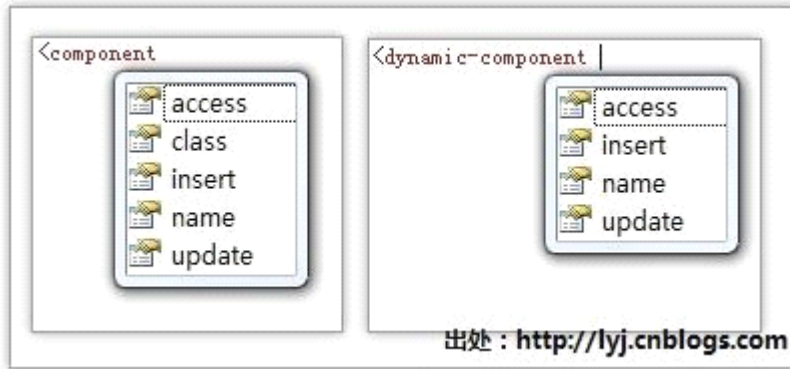 <component
access
class
insert
name
update
<dynamic-component
access
insert
name
update
出处：http://lyj.cnblogs.com